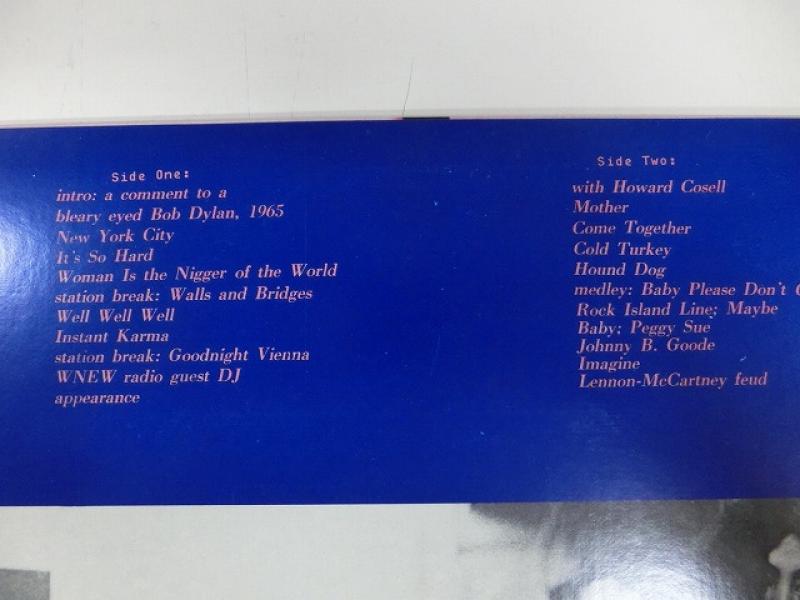 Side One:
intro: a comment to a
bleary eyed Bob Dylan, 1965
New York City
It's So Hard
Woman Is the Nigger of the World
station break: Walls and Bridges
Well Well Well
Instant Karma
station break: Goodnight Vienna
WNEW radio guest DJ
appearance
Side Two:
with Howard Cosell
Mother
Come Together
Cold Turkey
Hound Dog
medley: Baby Please Don't
Rock Island Line; Maybe
Baby; Peggy Sue
Johnny B. Goode
Imagine
Lennon-McCartney feud